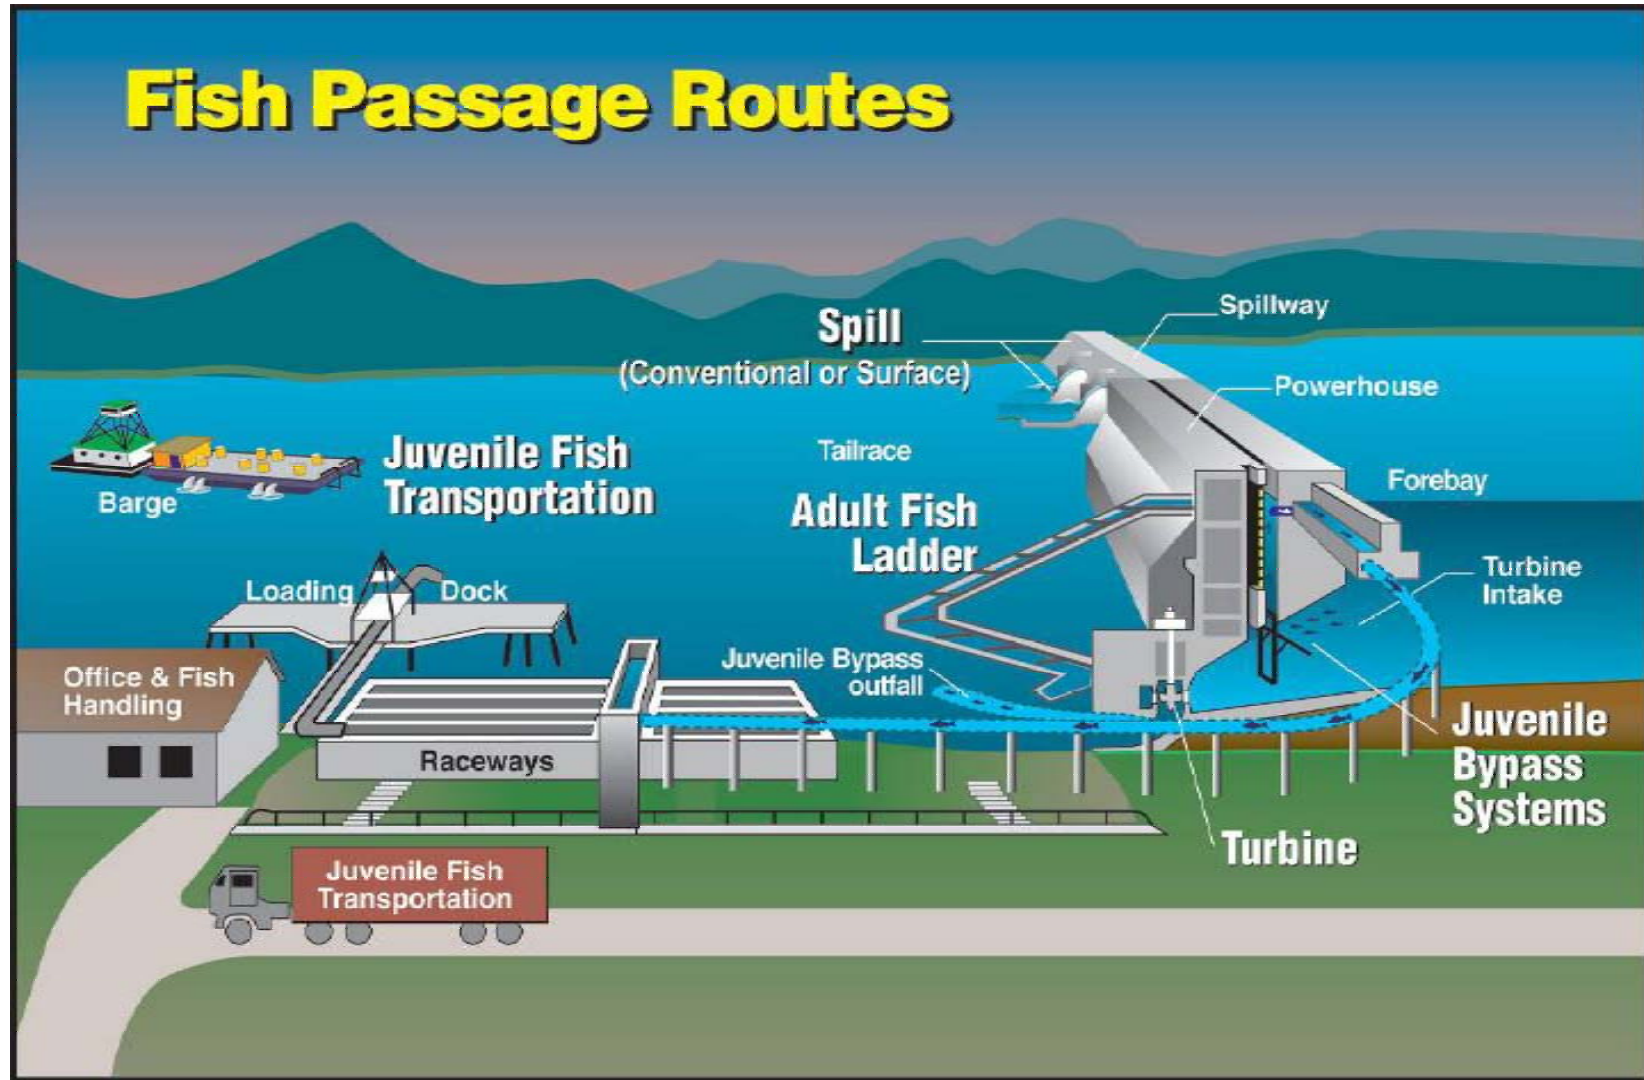 Fish Passage Routes
Spillway
Spill
(Conventional or Surface)
Powerhouse
Tailrace
Forebay
Juvenile Fish
Transportation
Barge
Adult Fish
Ladder
Turbine
Intake
Loading
Dock
Juvenile Bypass
outfall
Office & Fish
Handling
Raceways
Juvenile
Bypass
Systems
Turbine
Juvenile Fish
Transportation